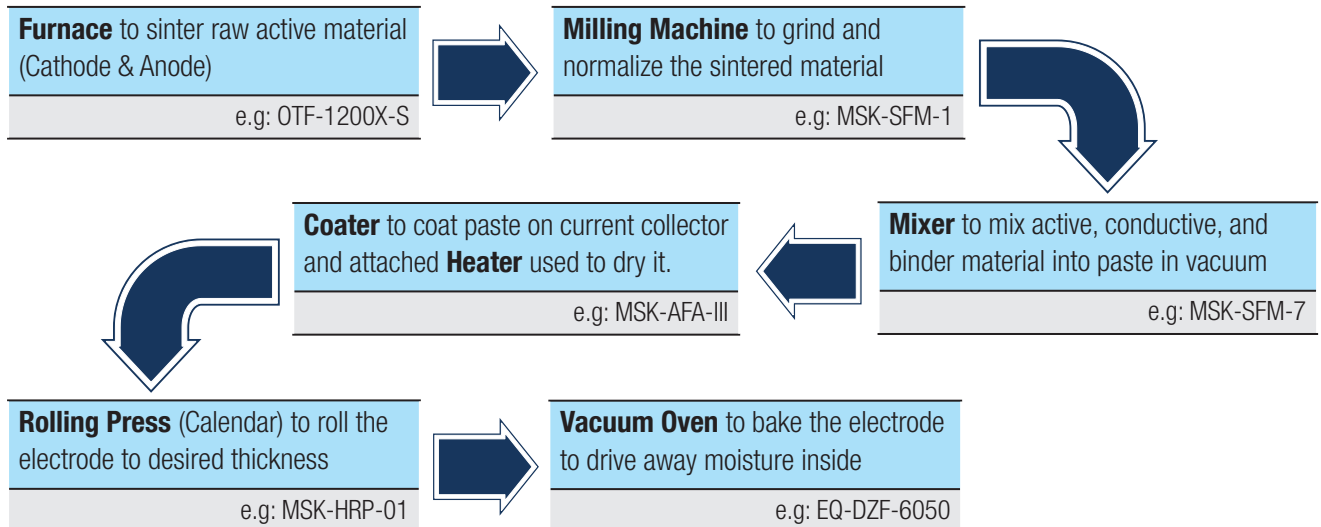 Furnace to sinter raw active material
(Cathode & Anode)
e.g: OTF-1200X-S
Milling Machine to grind and
normalize the sintered material
e.g: MSK-SFM-1
Mixer to mix active, conductive, and
binder material into paste in vacuum
e.g: MSK-SFM-7
Coater to coat paste on current collector
and attached Heater used to dry it.
e.g: MSK-AFA-III
Rolling Press (Calendar) to roll the
electrode to desired thickness
e.g: MSK-HRP-01
Vacuum Oven to bake the electrode
to drive away moisture inside
e.g: EQ-DZF-6050